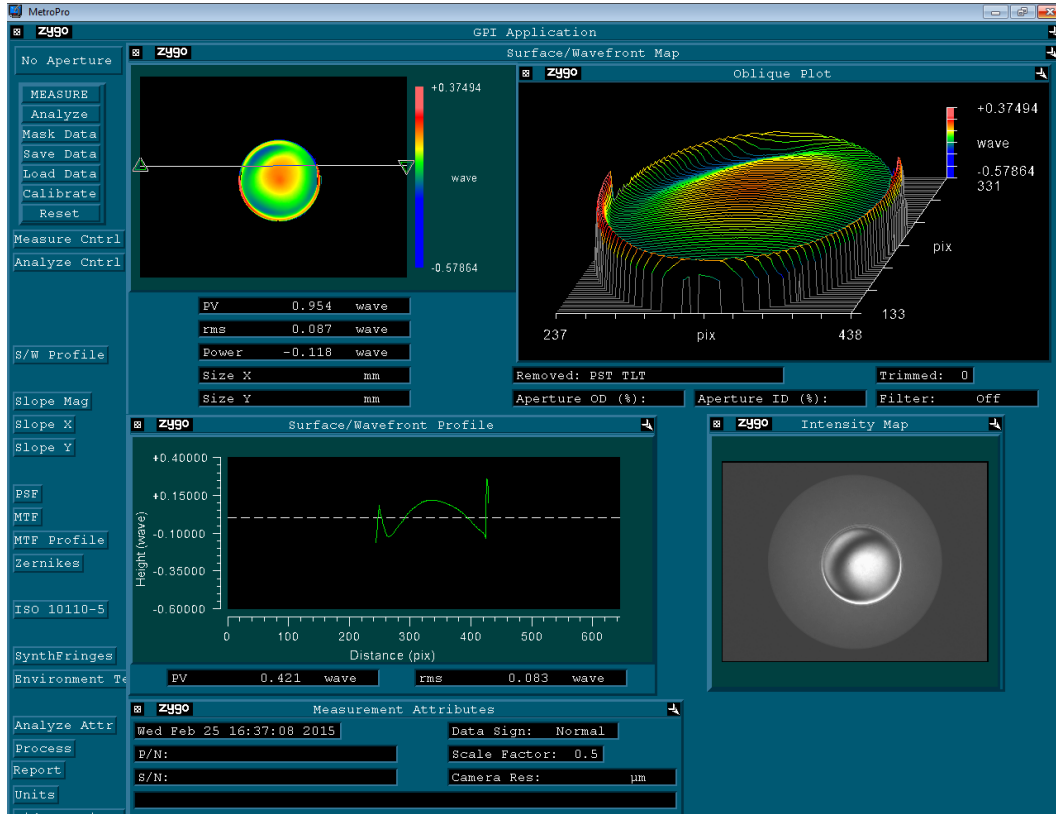 MetroPro
zygo GPI Application
No Aperture
MEASURE
Analyze
Mask Data
Save Data
Load Data
Calibrate
Reset
Measure Cntrl
Analyze Cntrl
S/W Profile
Slope Mag
Slope X
Slope Y
PSF
MTF
MTF Profile
Zernikes
ISO 10110-5
SynthFringes
Environment Te
Analyze Attr
Process
Report
Units
zygo Surface/Wavefront Map
+0.37494
wave
-0.57864
PV 0.954 wave
rms 0.087 wave
Power -0.118 wave
Size X mm
Size Y mm
zygo Oblique Plot
+0.37494
wave
-0.57864
331
pix
133
237 pix 438
Removed: PST TLT
Trimmed: 0
Aperture OD (%):
Aperture ID (%):
Filter: Off
zygo Surface/Wavefront Profile
+0.40000
+0.15000
-0.10000
-0.35000
-0.60000
Height (wave)
0 100 200 300 400 500 600
Distance (pix)
PV 0.421 wave
rms 0.083 wave
zygo Intensity Map
zygo Measurement Attributes
Wed Feb 25 16:37:08 2015
Data Sign: Normal
P/N:
Scale Factor: 0.5
S/N:
Camera Res: µm